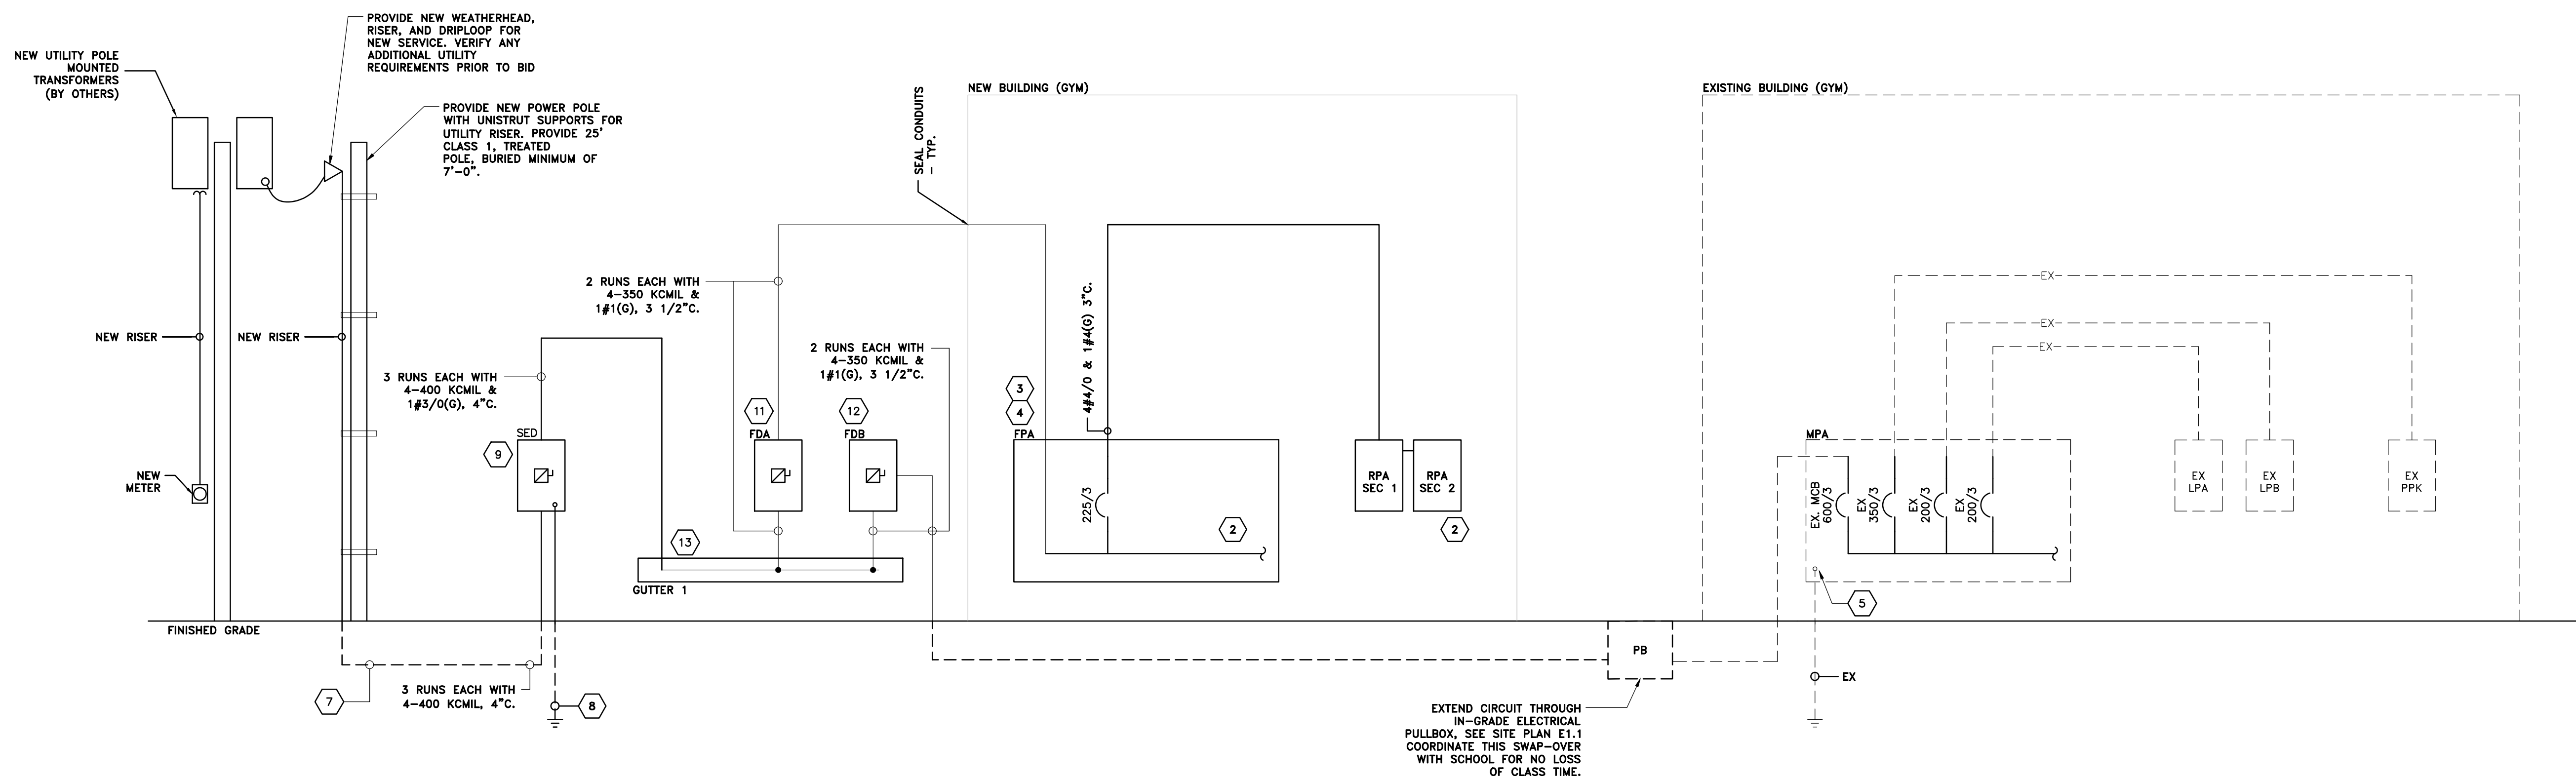 PROVIDE NEW WEATHERHEAD,
RISER, AND DRIPLOOP FOR
NEW SERVICE. VERIFY ANY
ADDITIONAL UTILITY
REQUIREMENTS PRIOR TO BID
NEW UTILITY POLE
MOUNTED
TRANSFORMERS
(BY OTHERS)
PROVIDE NEW POWER POLE
WITH UNISTRUT SUPPORTS FOR
UTILITY RISER. PROVIDE 25'
CLASS 1, TREATED
POLE, BURIED MINIMUM OF
7'-0".
SEAL CONDUITS
- TYP.
NEW BUILDING (GYM)
EXISTING BUILDING (GYM)
NEW RISER
NEW RISER
NEW
METER
2 RUNS EACH WITH
4-350 KCMIL &
1#1(G), 3 1/2"C.
2 RUNS EACH WITH
4-350 KCMIL &
1#1(G), 3 1/2"C.
3 RUNS EACH WITH
4-400 KCMIL &
1#3/0(G), 4"C.
SED
9
11
FDA
12
FDB
13
GUTTER 1
3
4
FPA
4#4/0 & 1#4(G) 3"C.
225/3
2
RPA
SEC 1
RPA
SEC 2
2
EX
EX
EX
MPA
EX. MCB
600/3
EX
350/3
EX
200/3
EX
200/3
5
EX
LPA
EX
LPB
EX
PPK
FINISHED GRADE
7
3 RUNS EACH WITH
4-400 KCMIL, 4"C.
8
PB
EX
EXTEND CIRCUIT THROUGH
IN-GRADE ELECTRICAL
PULLBOX, SEE SITE PLAN E1.1
COORDINATE THIS SWAP-OVER
WITH SCHOOL FOR NO LOSS
OF CLASS TIME.